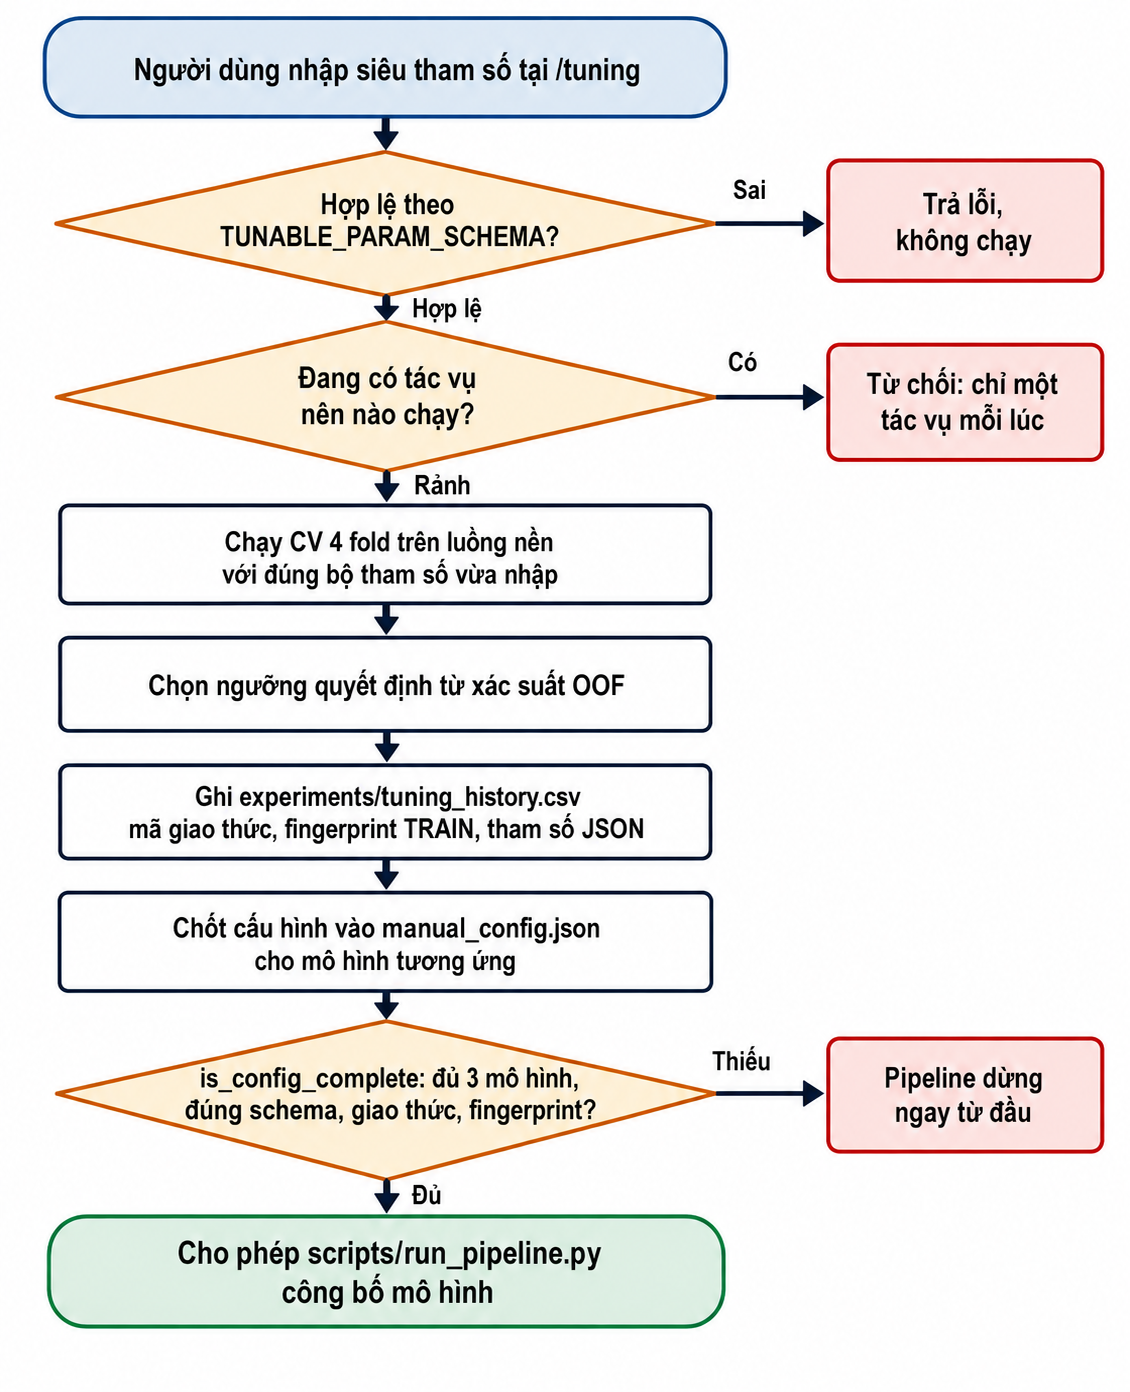 Người dùng nhập siêu tham số tại /tuning
Hợp lệ theo
TUNABLE_PARAM_SCHEMA?
Sai
Trả lỗi,
không chạy
Hợp lệ
Đang có tác vụ
nên nào chạy?
Có
Từ chối: chỉ một
tác vụ mỗi lúc
Rảnh
Chạy CV 4 fold trên luồng nền
với đúng bộ tham số vừa nhập
Chọn ngưỡng quyết định từ xác suất OOF
Ghi experiments/tuning_history.csv
mã giao thức, fingerprint TRAIN, tham số JSON
Chốt cấu hình vào manual_config.json
cho mô hình tương ứng
is_config_complete: đủ 3 mô hình,
đúng schema, giao thức, fingerprint?
Thiếu
Pipeline dừng
ngay từ đầu
Đủ
Cho phép scripts/run_pipeline.py
công bố mô hình